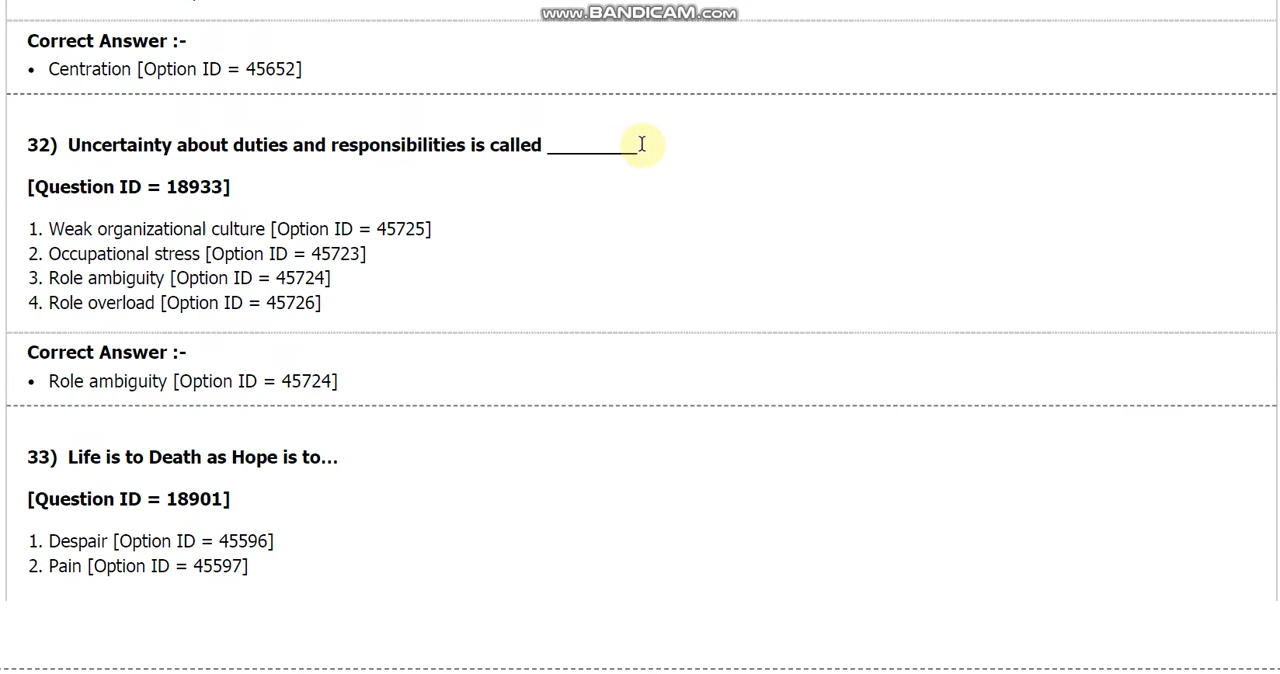 www.BANDICAM.com
Correct Answer :-
• Centration [Option ID = 45652]
32) Uncertainty about duties and responsibilities is called _________
[Question ID = 18933]
1. Weak organizational culture [Option ID = 45725]
2. Occupational stress [Option ID = 45723]
3. Role ambiguity [Option ID = 45724]
4. Role overload [Option ID = 45726]
Correct Answer :-
• Role ambiguity [Option ID = 45724]
33) Life is to Death as Hope is to...
[Question ID = 18901]
1. Despair [Option ID = 45596]
2. Pain [Option ID = 45597]